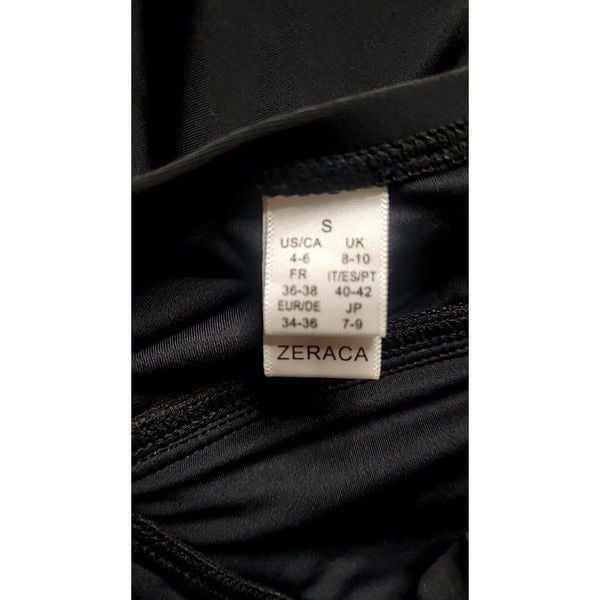 S
US/CA UK
4-6 8-10
FR IT/ES/PT
36-38 40-42
EUR/DE JP
34-36 7-9
ZERACA